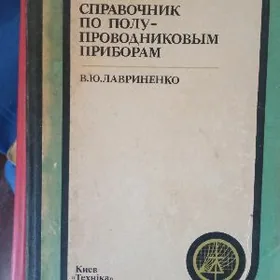 СПРАВОЧНИК
ПО ПОЛУ-
ПРОВОДНИКОВЫМ
ПРИБОРАМ
В.Ю.ЛАВРИНЕНКО
Киев
«Техніка»